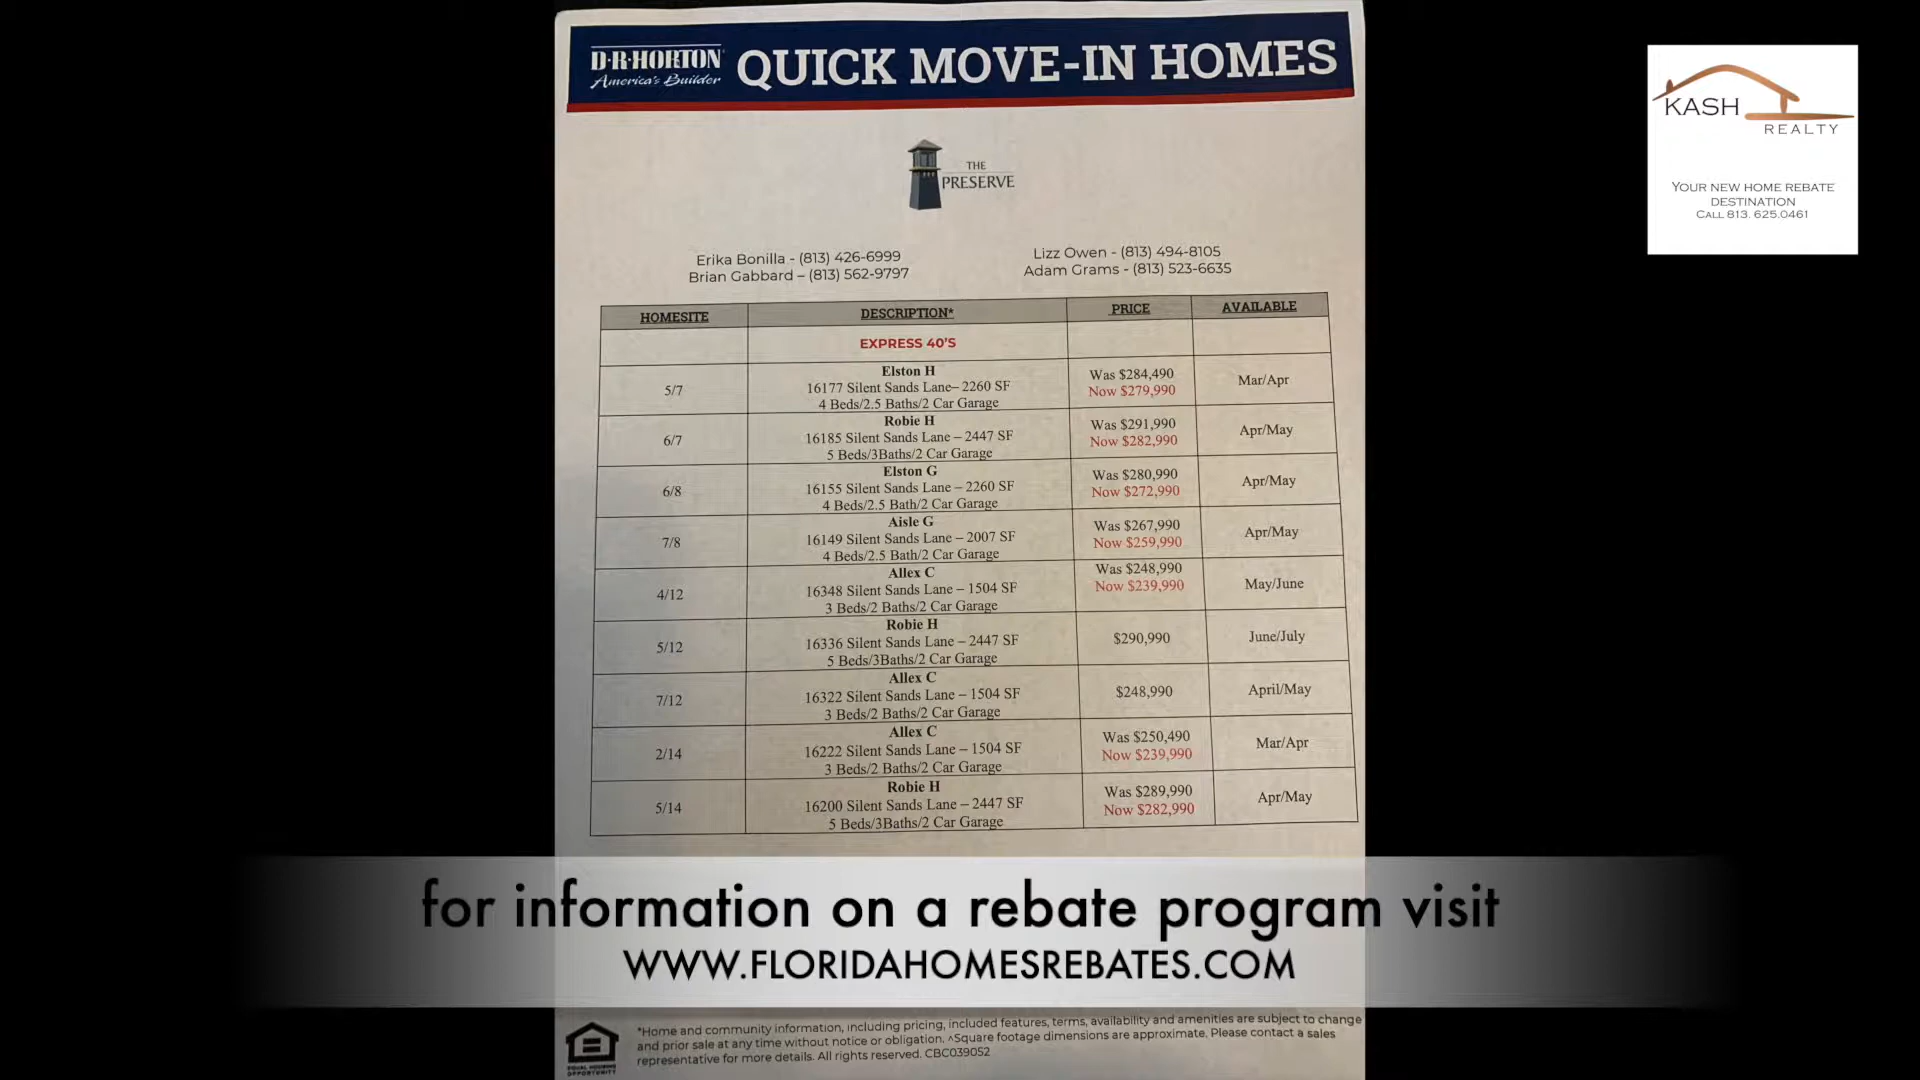 D·R·HORTON
America's Builder
QUICK MOVE-IN HOMES
KASH
REALTY
YOUR NEW HOME REBATE
DESTINATION
CALL 813. 625.0461
THE
PRESERVE
Erika Bonilla - (813) 426-6999
Brian Gabbard – (813) 562-9797
Lizz Owen - (813) 494-8105
Adam Grams - (813) 523-6635
HOMESITE DESCRIPTION* PRICE AVAILABLE
EXPRESS 40'S
5/7
Elston H
16177 Silent Sands Lane– 2260 SF
4 Beds/2.5 Baths/2 Car Garage
Was $284,490
Now $279,990
Mar/Apr
6/7
Robie H
16185 Silent Sands Lane – 2447 SF
5 Beds/3Baths/2 Car Garage
Was $291,990
Now $282,990
Apr/May
6/8
Elston G
16155 Silent Sands Lane – 2260 SF
4 Beds/2.5 Bath/2 Car Garage
Was $280,990
Now $272,990
Apr/May
7/8
Aisle G
16149 Silent Sands Lane – 2007 SF
4 Beds/2.5 Bath/2 Car Garage
Was $267,990
Now $259,990
Apr/May
4/12
Allex C
16348 Silent Sands Lane – 1504 SF
3 Beds/2 Baths/2 Car Garage
Was $248,990
Now $239,990
May/June
5/12
Robie H
16336 Silent Sands Lane – 2447 SF
5 Beds/3Baths/2 Car Garage
$290,990
June/July
7/12
Allex C
16322 Silent Sands Lane – 1504 SF
3 Beds/2 Baths/2 Car Garage
$248,990
April/May
2/14
Allex C
16222 Silent Sands Lane – 1504 SF
3 Beds/2 Baths/2 Car Garage
Was $250,490
Now $239,990
Mar/Apr
5/14
Robie H
16200 Silent Sands Lane – 2447 SF
5 Beds/3Baths/2 Car Garage
Was $289,990
Now $282,990
Apr/May
for information on a rebate program visit
WWW.FLORIDAHOMESREBATES.COM
*Home and community information, including pricing, included features, terms, availability and amenities are subject to change
and prior sale at any time without notice or obligation. ^Square footage dimensions are approximate. Please contact a sales
representative for more details. All rights reserved. CBC039052
EQUAL HOUSING
OPPORTUNITY